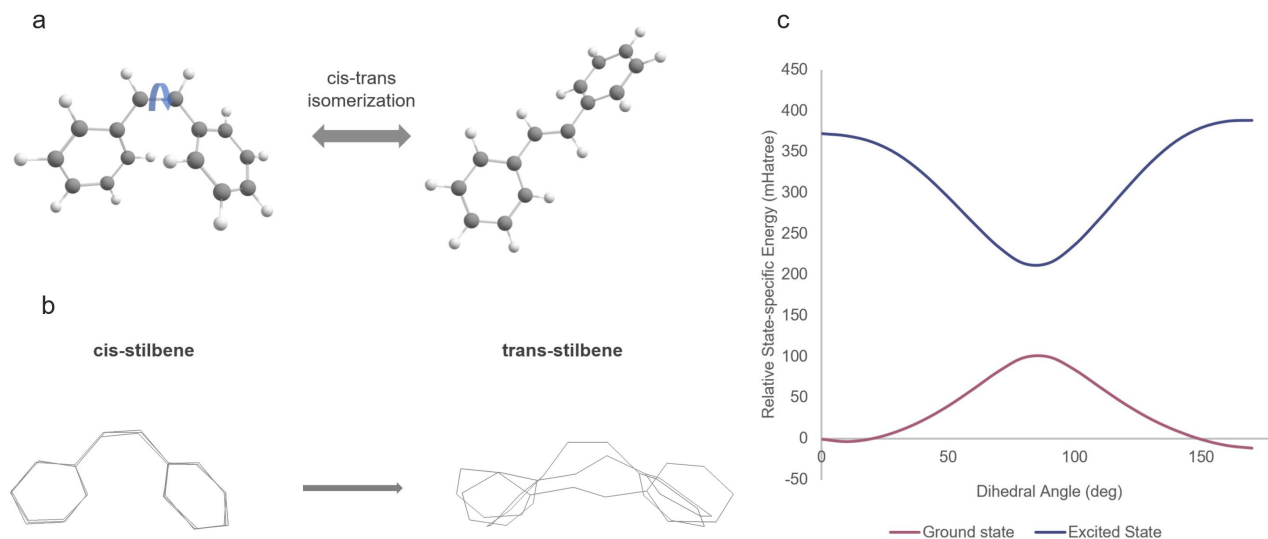 a
cis-trans
isomerization
b
cis-stilbene
trans-stilbene
c
Relative State-specific Energy (mHatree)
450
400
350
300
250
200
150
100
50
0
-50
0
50
100
150
Dihedral Angle (deg)
Ground state
Excited State